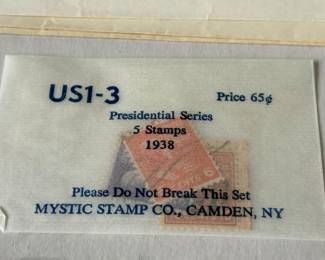 US1-3 Price 65¢
Presidential Series
5 Stamps
1938
Please Do Not Break This Set
MYSTIC STAMP CO., CAMDEN, NY